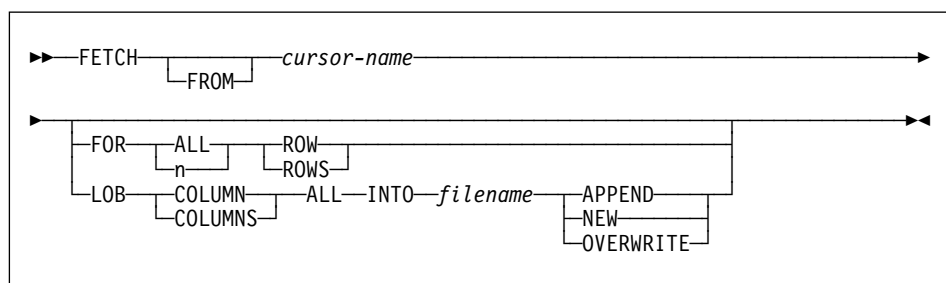 FETCH cursor-name
FROM
FOR ALL ROW
n ROWS
LOB COLUMN ALL INTO filename APPEND
COLUMNS NEW
OVERWRITE